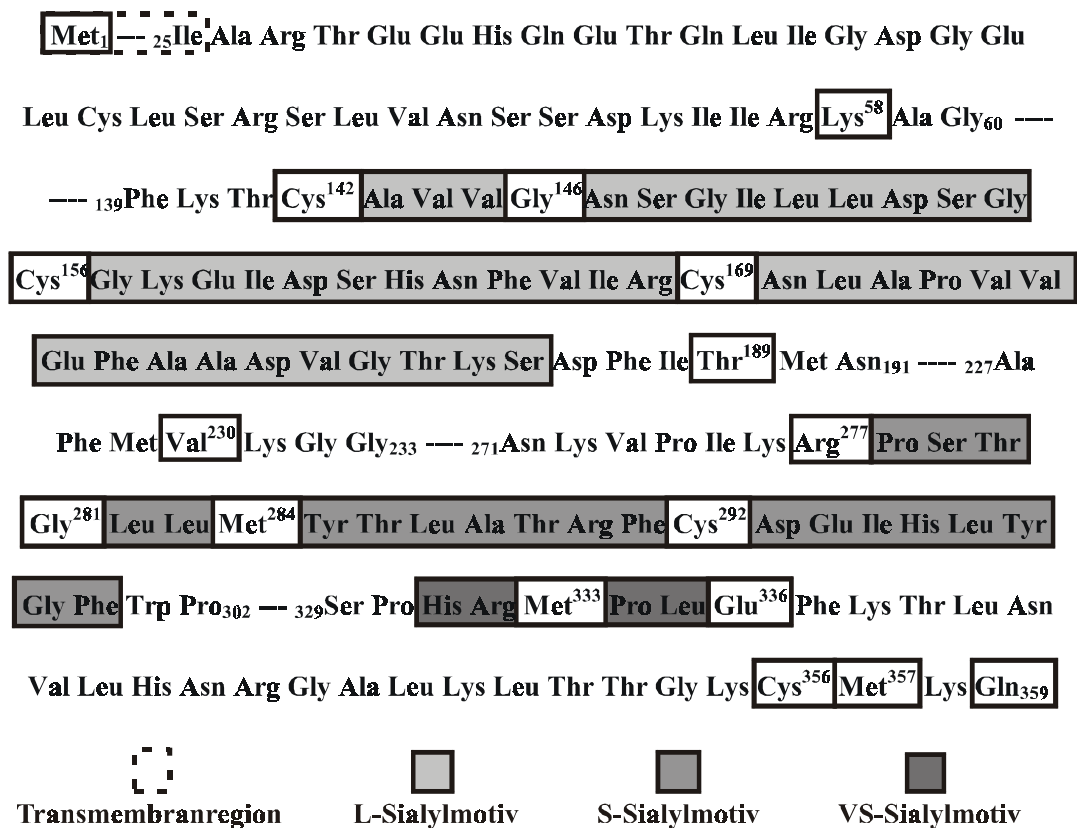 Met₁ --- ₂₅Ile Ala Arg Thr Glu Glu His Gln Glu Thr Gln Leu Ile Gly Asp Gly Glu
Leu Cys Leu Ser Arg Ser Leu Val Asn Ser Ser Asp Lys Ile Ile Arg Lys⁵⁸ Ala Gly₆₀ ----
---- ₁₃₉Phe Lys Thr Cys¹⁴² Ala Val Val Gly¹⁴⁶ Asn Ser Gly Ile Leu Leu Asp Ser Gly
Cys¹⁵⁶ Gly Lys Glu Ile Asp Ser His Asn Phe Val Ile Arg Cys¹⁶⁹ Asn Leu Ala Pro Val Val
Glu Phe Ala Ala Asp Val Gly Thr Lys Ser Asp Phe Ile Thr¹⁸⁹ Met Asn₁₉₁ ---- ₂₂₇Ala
Phe Met Val²³⁰ Lys Gly Gly₂₃₃ ---- ₂₇₁Asn Lys Val Pro Ile Lys Arg²⁷⁷ Pro Ser Thr
Gly²⁸¹ Leu Leu Met²⁸⁴ Tyr Thr Leu Ala Thr Arg Phe Cys²⁹² Asp Glu Ile His Leu Tyr
Gly Phe Trp Pro₃₀₂ --- ₃₂₉Ser Pro His Arg Met³³³ Pro Leu Glu³³⁶ Phe Lys Thr Leu Asn
Val Leu His Asn Arg Gly Ala Leu Lys Leu Thr Thr Gly Lys Cys³⁵⁶ Met³⁵⁷ Lys Gln₃₅₉
Transmembranregion L-Sialylmotiv S-Sialylmotiv VS-Sialylmotiv